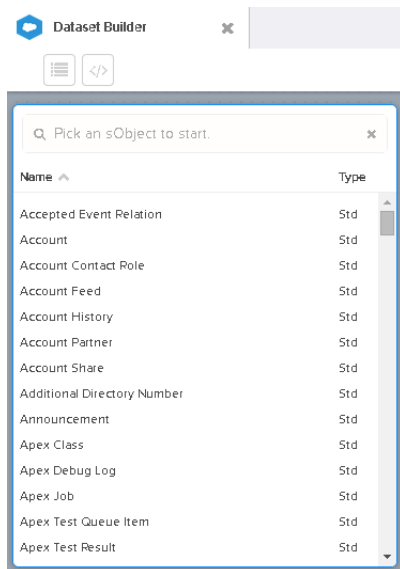 Dataset Builder
</>
Pick an sObject to start.
Name Type
Accepted Event Relation Std
Account Std
Account Contact Role Std
Account Feed Std
Account History Std
Account Partner Std
Account Share Std
Additional Directory Number Std
Announcement Std
Apex Class Std
Apex Debug Log Std
Apex Job Std
Apex Test Queue Item Std
Apex Test Result Std